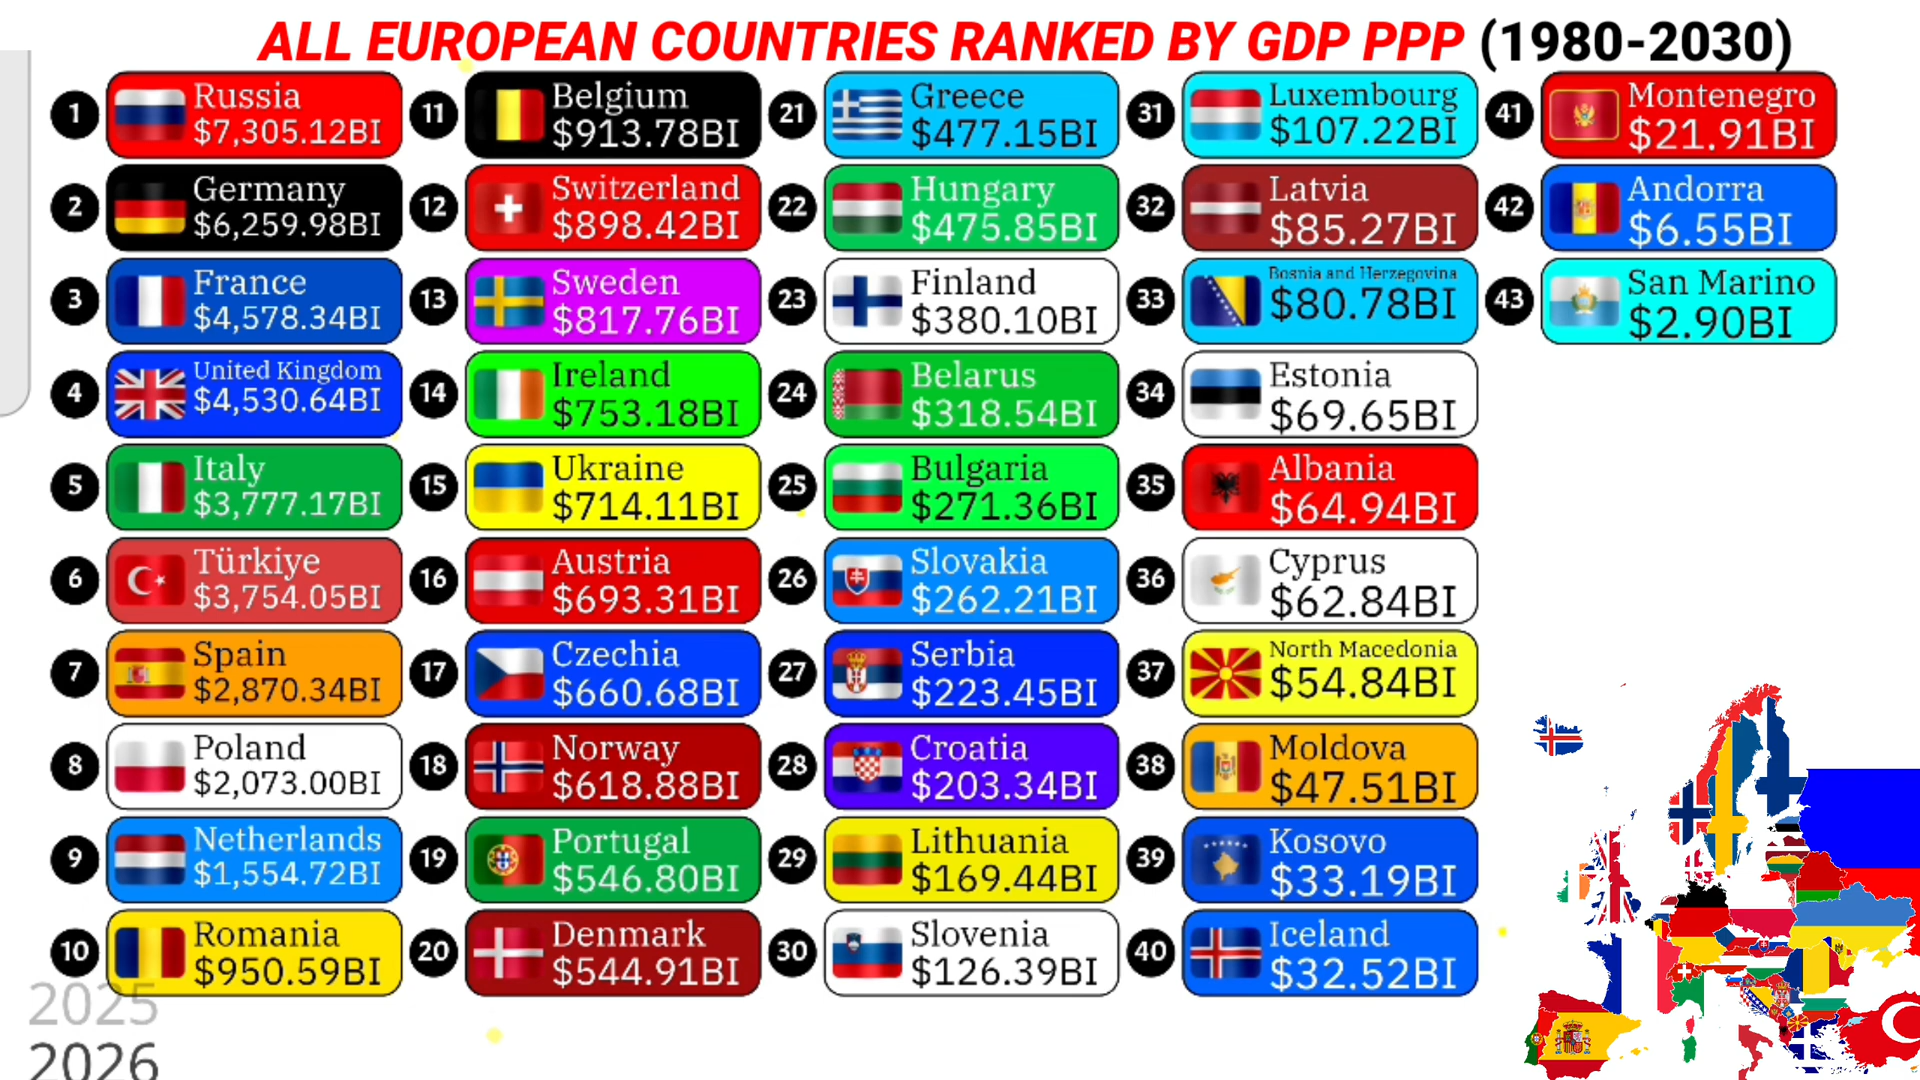 ALL EUROPEAN COUNTRIES RANKED BY GDP PPP (1980-2030)
1
Russia
$7,305.12BI
2
Germany
$6,259.98BI
3
France
$4,578.34BI
4
United Kingdom
$4,530.64BI
5
Italy
$3,777.17BI
6
Türkiye
$3,754.05BI
7
Spain
$2,870.34BI
8
Poland
$2,073.00BI
9
Netherlands
$1,554.72BI
10
Romania
$950.59BI
11
Belgium
$913.78BI
12
Switzerland
$898.42BI
13
Sweden
$817.76BI
14
Ireland
$753.18BI
15
Ukraine
$714.11BI
16
Austria
$693.31BI
17
Czechia
$660.68BI
18
Norway
$618.88BI
19
Portugal
$546.80BI
20
Denmark
$544.91BI
21
Greece
$477.15BI
22
Hungary
$475.85BI
23
Finland
$380.10BI
24
Belarus
$318.54BI
25
Bulgaria
$271.36BI
26
Slovakia
$262.21BI
27
Serbia
$223.45BI
28
Croatia
$203.34BI
29
Lithuania
$169.44BI
30
Slovenia
$126.39BI
31
Luxembourg
$107.22BI
32
Latvia
$85.27BI
33
Bosnia and Herzegovina
$80.78BI
34
Estonia
$69.65BI
35
Albania
$64.94BI
36
Cyprus
$62.84BI
37
North Macedonia
$54.84BI
38
Moldova
$47.51BI
39
Kosovo
$33.19BI
40
Iceland
$32.52BI
41
Montenegro
$21.91BI
42
Andorra
$6.55BI
43
San Marino
$2.90BI
2025
2026